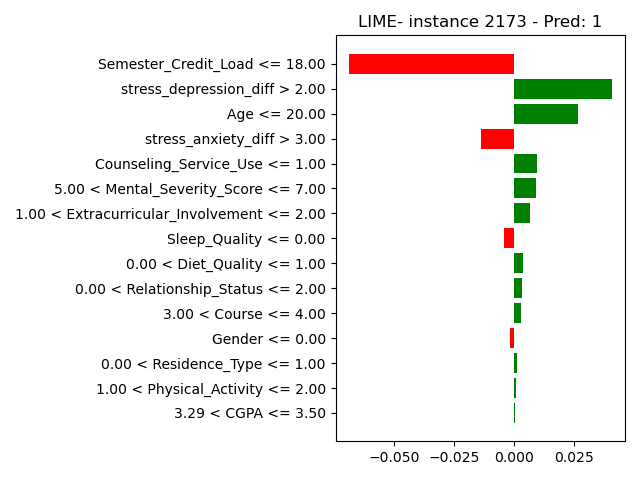 LIME- instance 2173 - Pred: 1
Semester_Credit_Load <= 18.00
stress_depression_diff > 2.00
Age <= 20.00
stress_anxiety_diff > 3.00
Counseling_Service_Use <= 1.00
5.00 < Mental_Severity_Score <= 7.00
1.00 < Extracurricular_Involvement <= 2.00
Sleep_Quality <= 0.00
0.00 < Diet_Quality <= 1.00
0.00 < Relationship_Status <= 2.00
3.00 < Course <= 4.00
Gender <= 0.00
0.00 < Residence_Type <= 1.00
1.00 < Physical_Activity <= 2.00
3.29 < CGPA <= 3.50
−0.050 −0.025 0.000 0.025